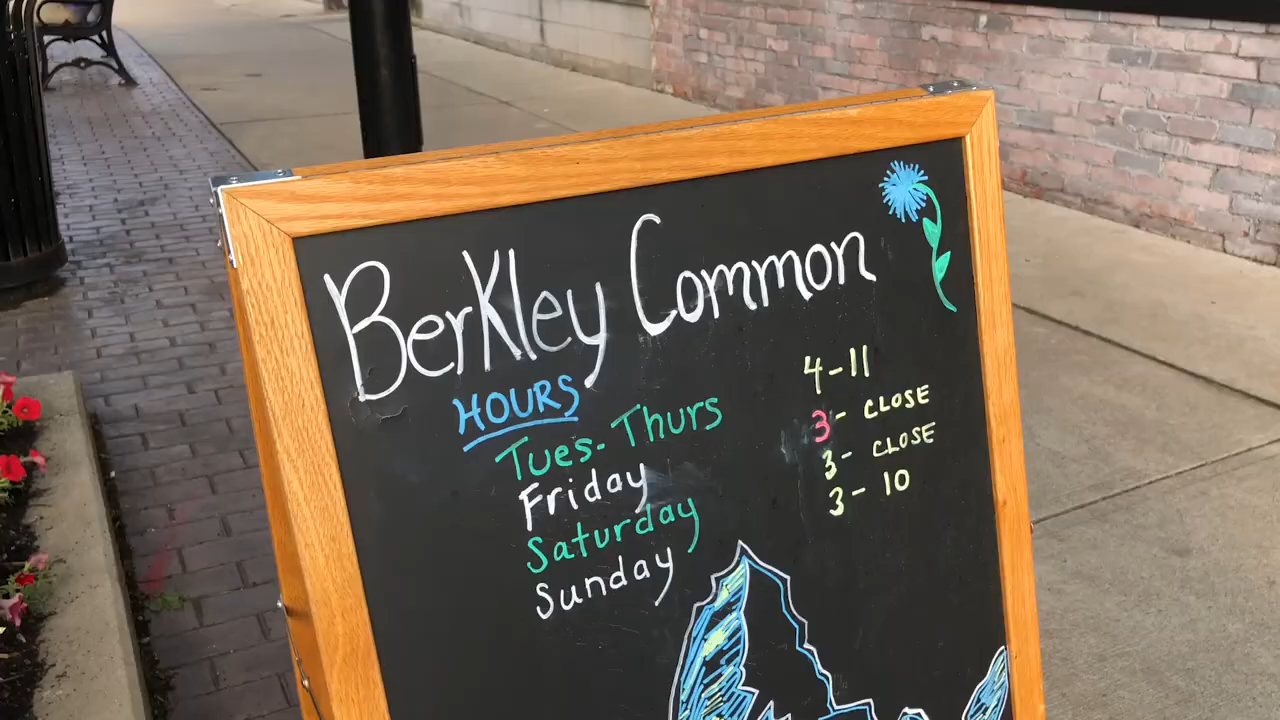 BerKley Common
HOURS
Tues-Thurs 4-11
Friday 3- CLOSE
Saturday 3- CLOSE
Sunday 3-10